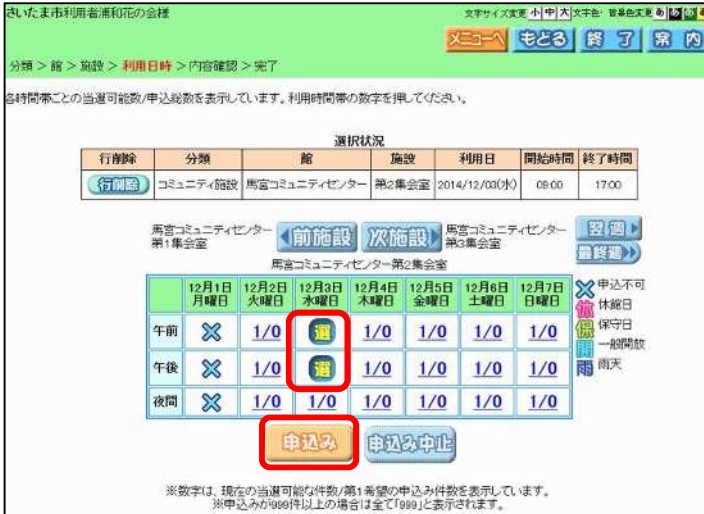 さいたま市利用者浦和花の会様
文字サイズ変更 小 中 大 文字色・背景色変更 あ
メニューへ もどる 終 了 案 内
分類 > 館 > 施設 > 利用日時 > 内容確認 > 完了
各時間帯ごとの当選可能数/申込総数を表示しています。利用時間帯の数字を押してください。
選択状況
行削除 分類 館 施設 利用日 開始時間 終了時間
行削除 コミュニティ施設 馬宮コミュニティセンター 第2集会室 2014/12/03(水) 09:00 17:00
馬宮コミュニティセンター
第1集会室
前施設 次施設
馬宮コミュニティセンター
第3集会室
翌週
最終週
馬宮コミュニティセンター第2集会室
12月1日 12月2日 12月3日 12月4日 12月5日 12月6日 12月7日
月曜日 火曜日 水曜日 木曜日 金曜日 土曜日 日曜日
午前 1/0 選 1/0 1/0 1/0 1/0
午後 1/0 選 1/0 1/0 1/0 1/0
夜間 1/0 1/0 1/0 1/0 1/0 1/0
申込不可
休館日
保 保守日
開 一般開放
雨 雨天
申込み 申込み中止
※数字は、現在の当選可能な件数/第1希望の申込み件数を表示しています。
※申込みが999件以上の場合は全て「999」と表示されます。